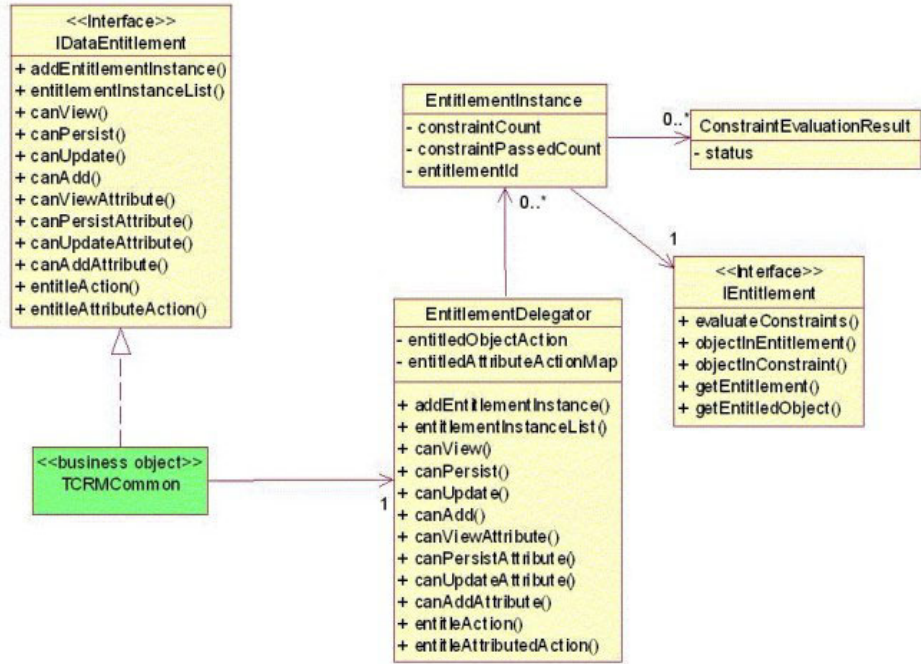 <<Interface>>
IDataEntitlement
+ addEntitlementInstance()
+ entitlementInstanceList()
+ canView()
+ canPersist()
+ canUpdate()
+ canAdd()
+ canViewAttribute()
+ canPersistAttribute()
+ canUpdateAttribute()
+ canAddAttribute()
+ entitleAction()
+ entitleAttributeAction()
<<business object>>
TCRMCommon
1
EntitlementInstance
- constraintCount
- constraintPassedCount
- entitlementId
0..*
ConstraintEvaluationResult
- status
0..*
1
<<Interface>>
IEntitlement
+ evaluateConstraints()
+ objectInEntitlement()
+ objectInConstraint()
+ getEntitlement()
+ getEntitledObject()
EntitlementDelegator
- entitledObjectAction
- entitledAttributeActionMap
+ addEntitlementInstance()
+ entitlementInstanceList()
+ canView()
+ canPersist()
+ canUpdate()
+ canAdd()
+ canViewAttribute()
+ canPersistAttribute()
+ canUpdateAttribute()
+ canAddAttribute()
+ entitleAction()
+ entitleAttributedAction()